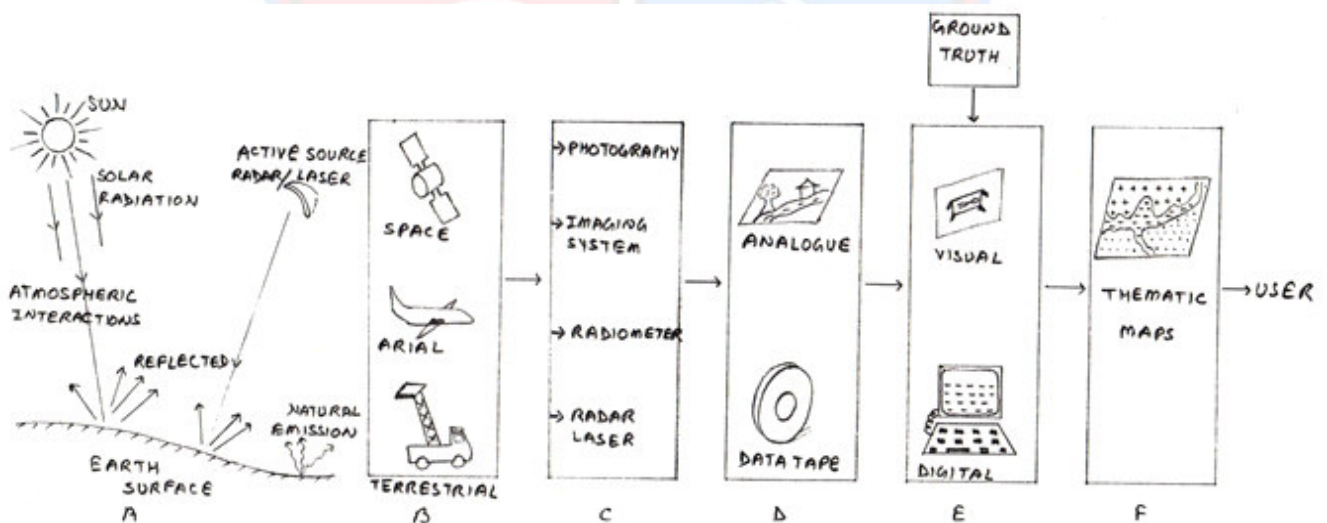 SUN
SOLAR
RADIATION
ATMOSPHERIC
INTERACTIONS
REFLECTED
ACTIVE SOURCE
RADAR/LASER
NATURAL
EMISSION
EARTH
SURFACE
A
SPACE
ARIAL
TERRESTRIAL
B
PHOTOGRAPHY
IMAGING
SYSTEM
RADIOMETER
RADAR
LASER
C
ANALOGUE
DATA TAPE
D
GROUND
TRUTH
VISUAL
DIGITAL
E
THEMATIC
MAPS
F
USER